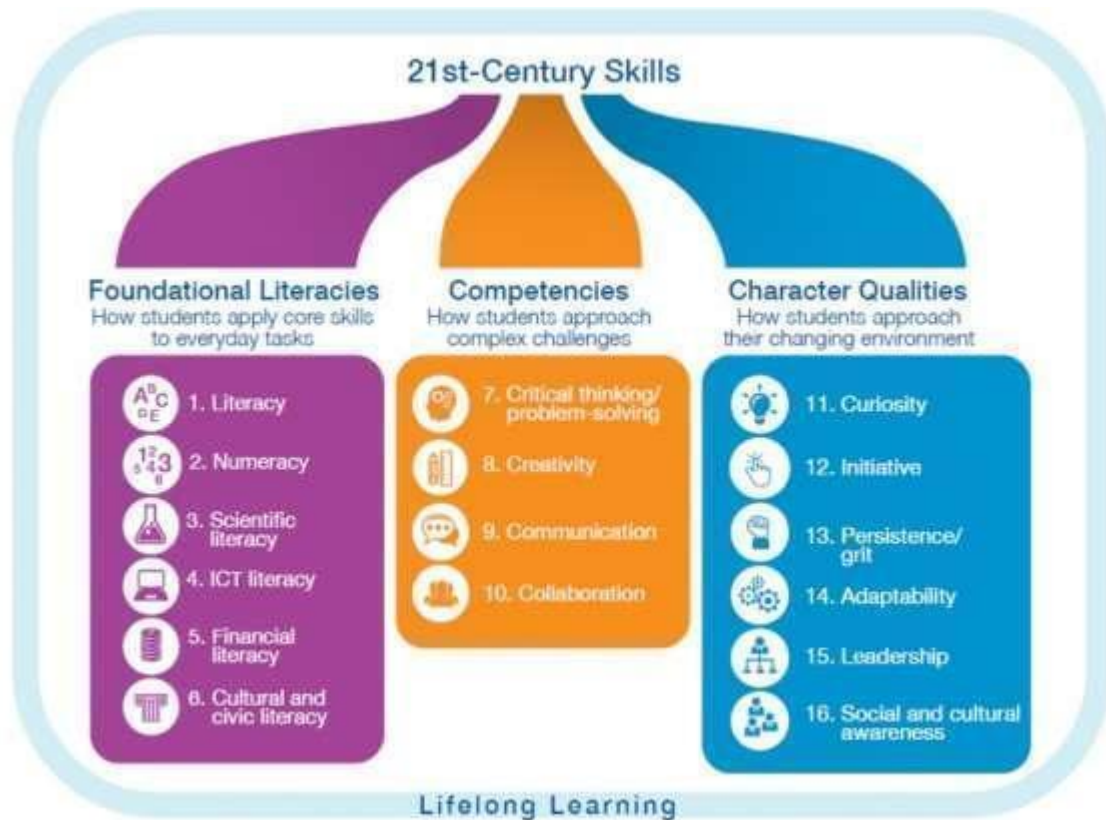 21st-Century Skills
Foundational Literacies
How students apply core skills
to everyday tasks
ABCDE
1. Literacy
123456
2. Numeracy
3. Scientific
literacy
4. ICT literacy
5. Financial
literacy
6. Cultural and
civic literacy
Competencies
How students approach
complex challenges
7. Critical thinking/
problem-solving
8. Creativity
9. Communication
10. Collaboration
Character Qualities
How students approach
their changing environment
11. Curiosity
12. Initiative
13. Persistence/
grit
14. Adaptability
15. Leadership
16. Social and cultural
awareness
Lifelong Learning